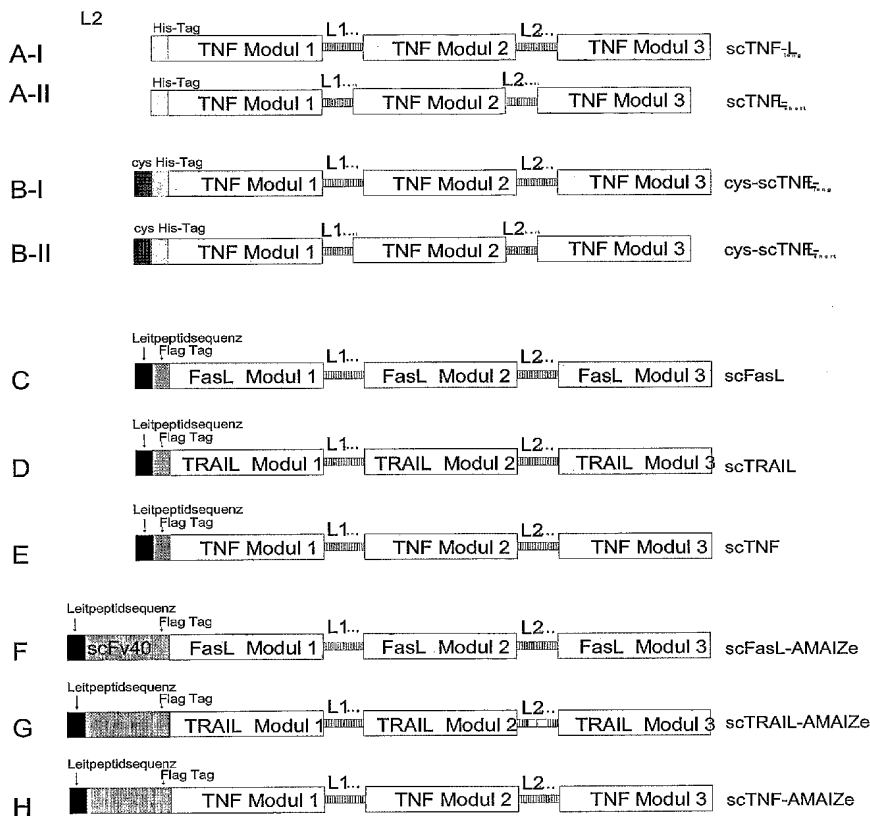 L2
His-Tag L1... L2...
A-I TNF Modul 1 TNF Modul 2 TNF Modul 3 scTNF-L
His-Tag L1... L2...
A-II TNF Modul 1 TNF Modul 2 TNF Modul 3
cys His-Tag L1... L2...
B-I TNF Modul 1 TNF Modul 2 TNF Modul 3
cys His-Tag L1... L2...
B-II TNF Modul 1 TNF Modul 2 TNF Modul 3
Leitpeptidsequenz
Flag Tag L1... L2...
C FasL Modul 1 FasL Modul 2 FasL Modul 3 scFasL
Leitpeptidsequenz
Flag Tag L1... L2...
D TRAIL Modul 1 TRAIL Modul 2 TRAIL Modul 3 scTRAIL
Leitpeptidsequenz
Flag Tag L1... L2...
E TNF Modul 1 TNF Modul 2 TNF Modul 3 scTNF
Leitpeptidsequenz
Flag Tag L1... L2...
F scFv40 FasL Modul 1 FasL Modul 2 FasL Modul 3 scFasL-AMAIZe
Leitpeptidsequenz
Flag Tag L1... L2...
G TRAIL Modul 1 TRAIL Modul 2 TRAIL Modul 3 scTRAIL-AMAIZe
Leitpeptidsequenz
Flag Tag L1... L2...
H TNF Modul 1 TNF Modul 2 TNF Modul 3 scTNF-AMAIZe